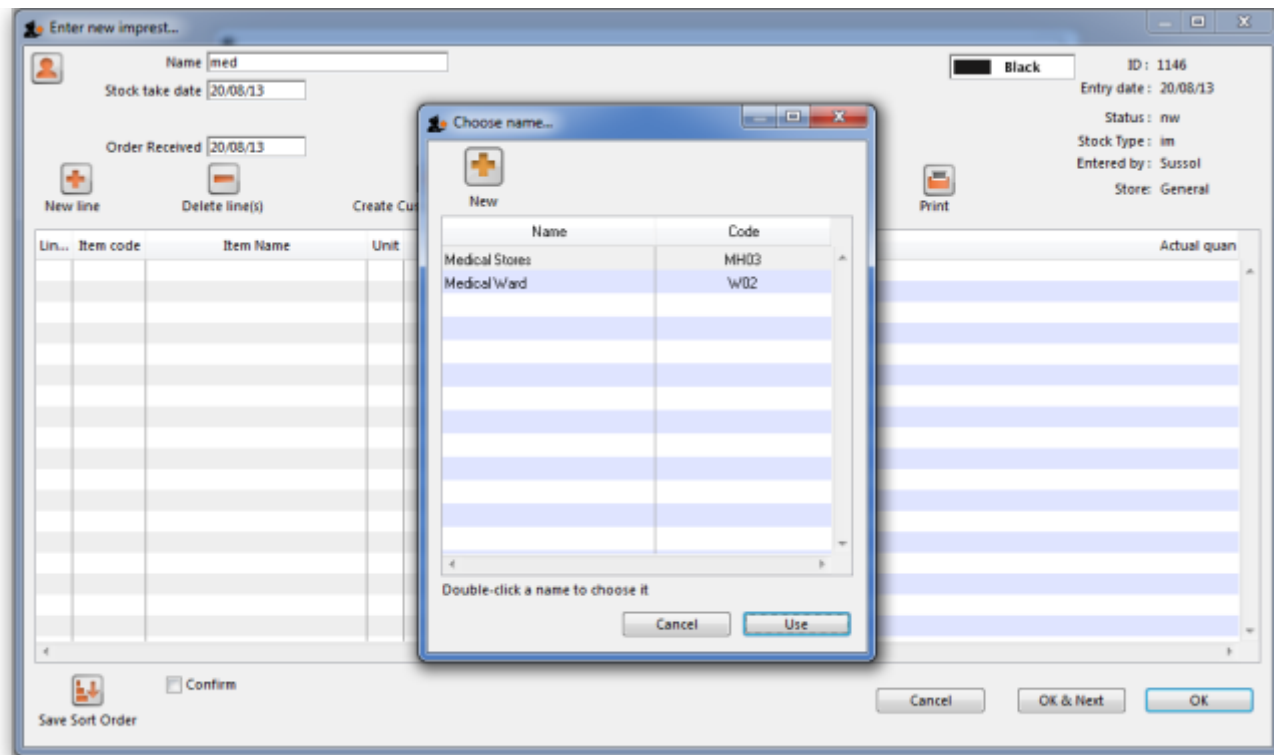 Enter new imprest...
Name med
Stock take date 20/08/13
Order Received 20/08/13
Black
ID : 1146
Entry date : 20/08/13
Status : nw
Stock Type : im
Entered by : Sussol
Store: General
New line Delete line(s) Create Cus Print
Lin... Item code Item Name Unit Actual quan
Choose name...
New
Name Code
Medical Stores MH03
Medical Ward W02
Double-click a name to choose it
Cancel Use
Save Sort Order
Confirm
Cancel OK & Next OK